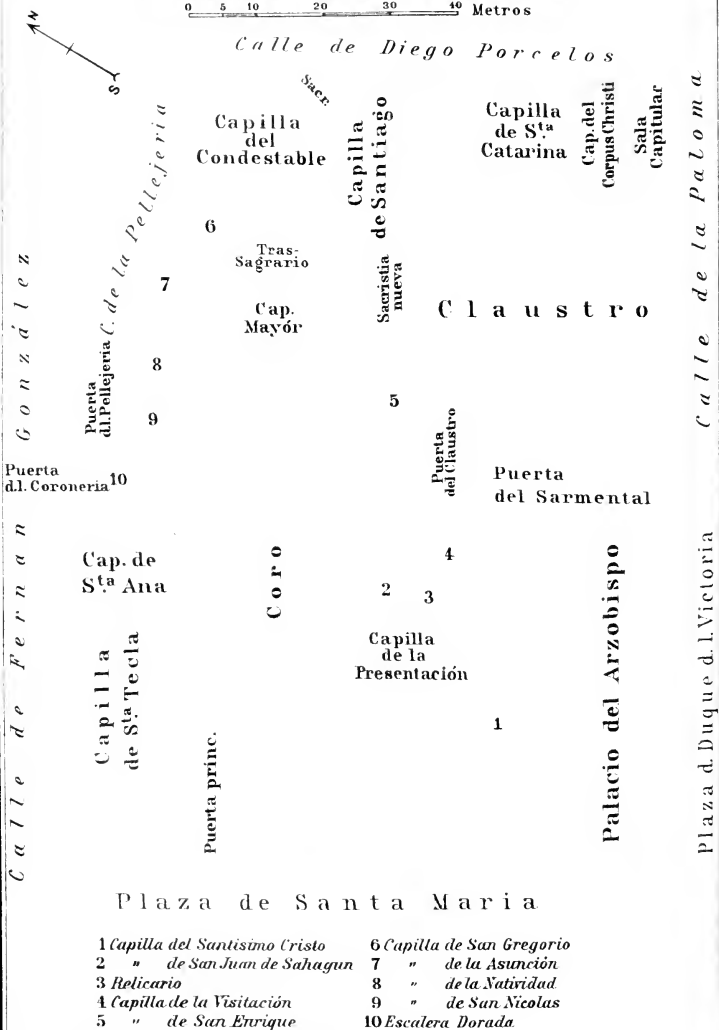 0 5 10 20 30 40 Metros
N
S
Calle de Diego Porcelos
Sacr.
Capilla
del
Condestable
Capilla
de Santiago
Capilla
de Sta.
Catarina
Cap. del
Corpus Christi
Sala
Capitular
Calle de la Paloma
C. de la Pellejeria
6
Tras-
Sagrario
7
Cap.
Mayór
Sacristia
nueva
Claustro
8
Puerta
d.l. Pellejeria
9
5
Puerta
del Claustro
Puerta
d.l. Coroneria
10
Puerta
del Sarmental
Calle de Fernan González
Cap. de
Sta. Ana
Coro
4
2
3
Capilla
de la
Presentación
Capilla
de Sta. Tecla
1
Palacio del Arzobispo
Plaza d. Duque d. l. Victoria
Puerta princ.
Plaza de Santa Maria
1 Capilla del Santisimo Cristo
2 " de San Juan de Sahagun
3 Relicario
4 Capilla de la Visitación
5 " de San Enrique
6 Capilla de San Gregorio
7 " de la Asunción
8 " de la Natividad
9 " de San Nicolas
10 Escalera Dorada